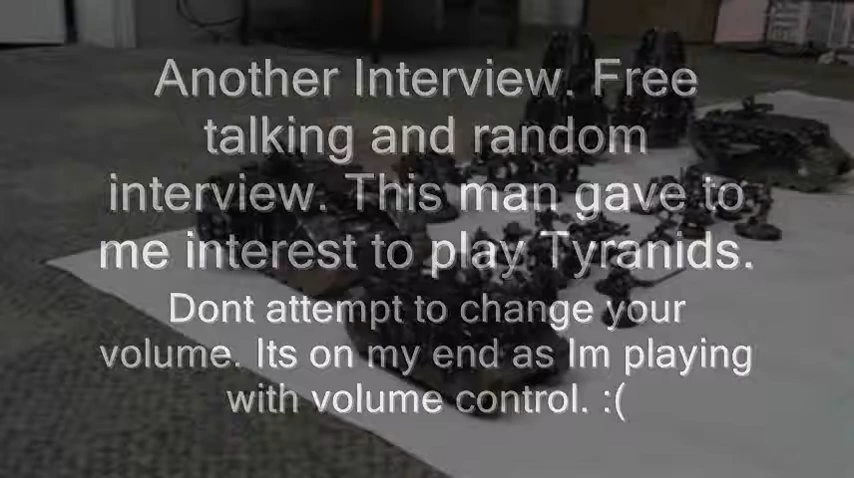 Another Interview. Free
talking and random
interview. This man gave to
me interest to play Tyranids.
Dont attempt to change your
volume. Its on my end as Im playing
with volume control. :(